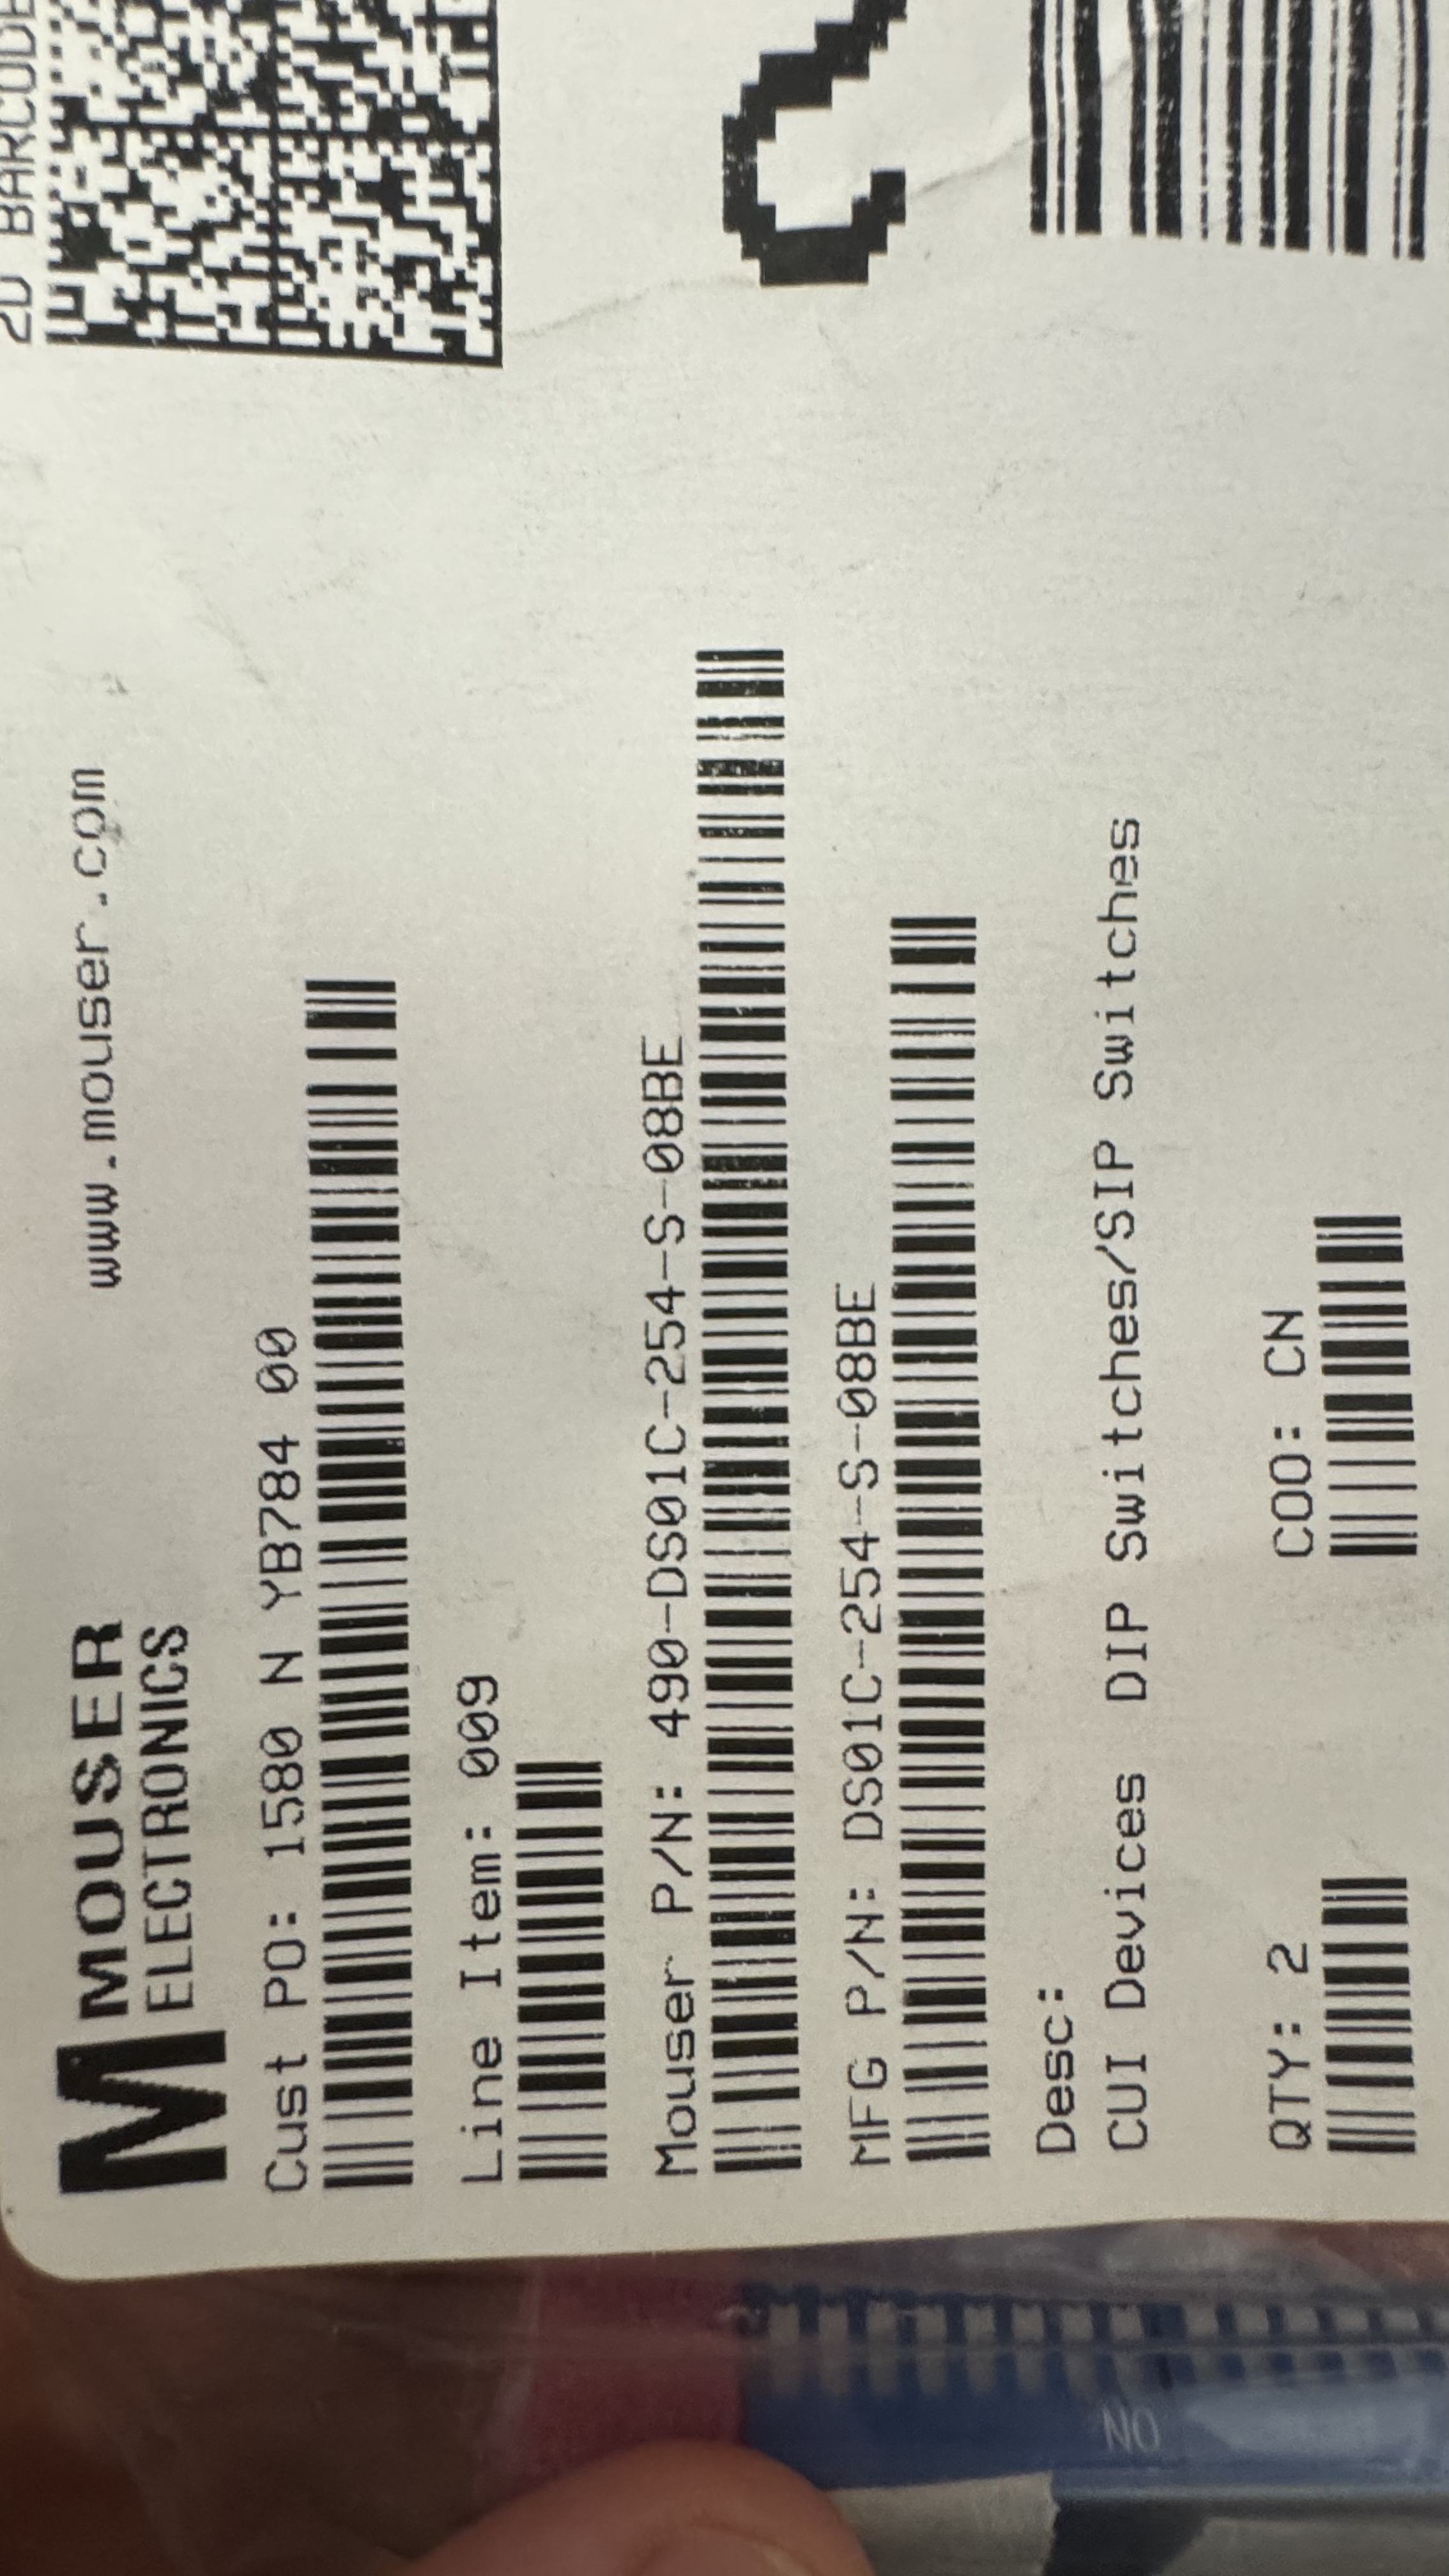 2D BARCODE
MOUSER
ELECTRONICS
www.mouser.com
Cust PO: 1580 N YB784 00
Line Item: 009
Mouser P/N: 490-DS01C-254-S-08BE
MFG P/N: DS01C-254-S-08BE
Desc:
CUI Devices DIP Switches/SIP Switches
QTY: 2
COO: CN
ON